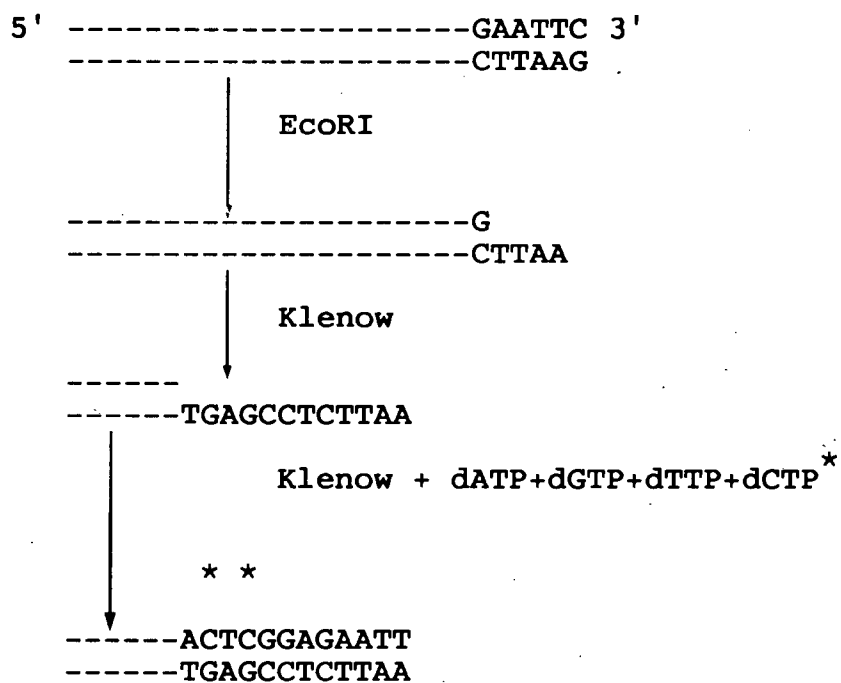 5' ---------------------GAATTC 3'
---------------------CTTAAG
EcoRI
---------------------G
---------------------CTTAA
Klenow
------
------TGAGCCTCTTAA
Klenow + dATP+dGTP+dTTP+dCTP*
* *
------ACTCGGAGAATT
------TGAGCCTCTTAA